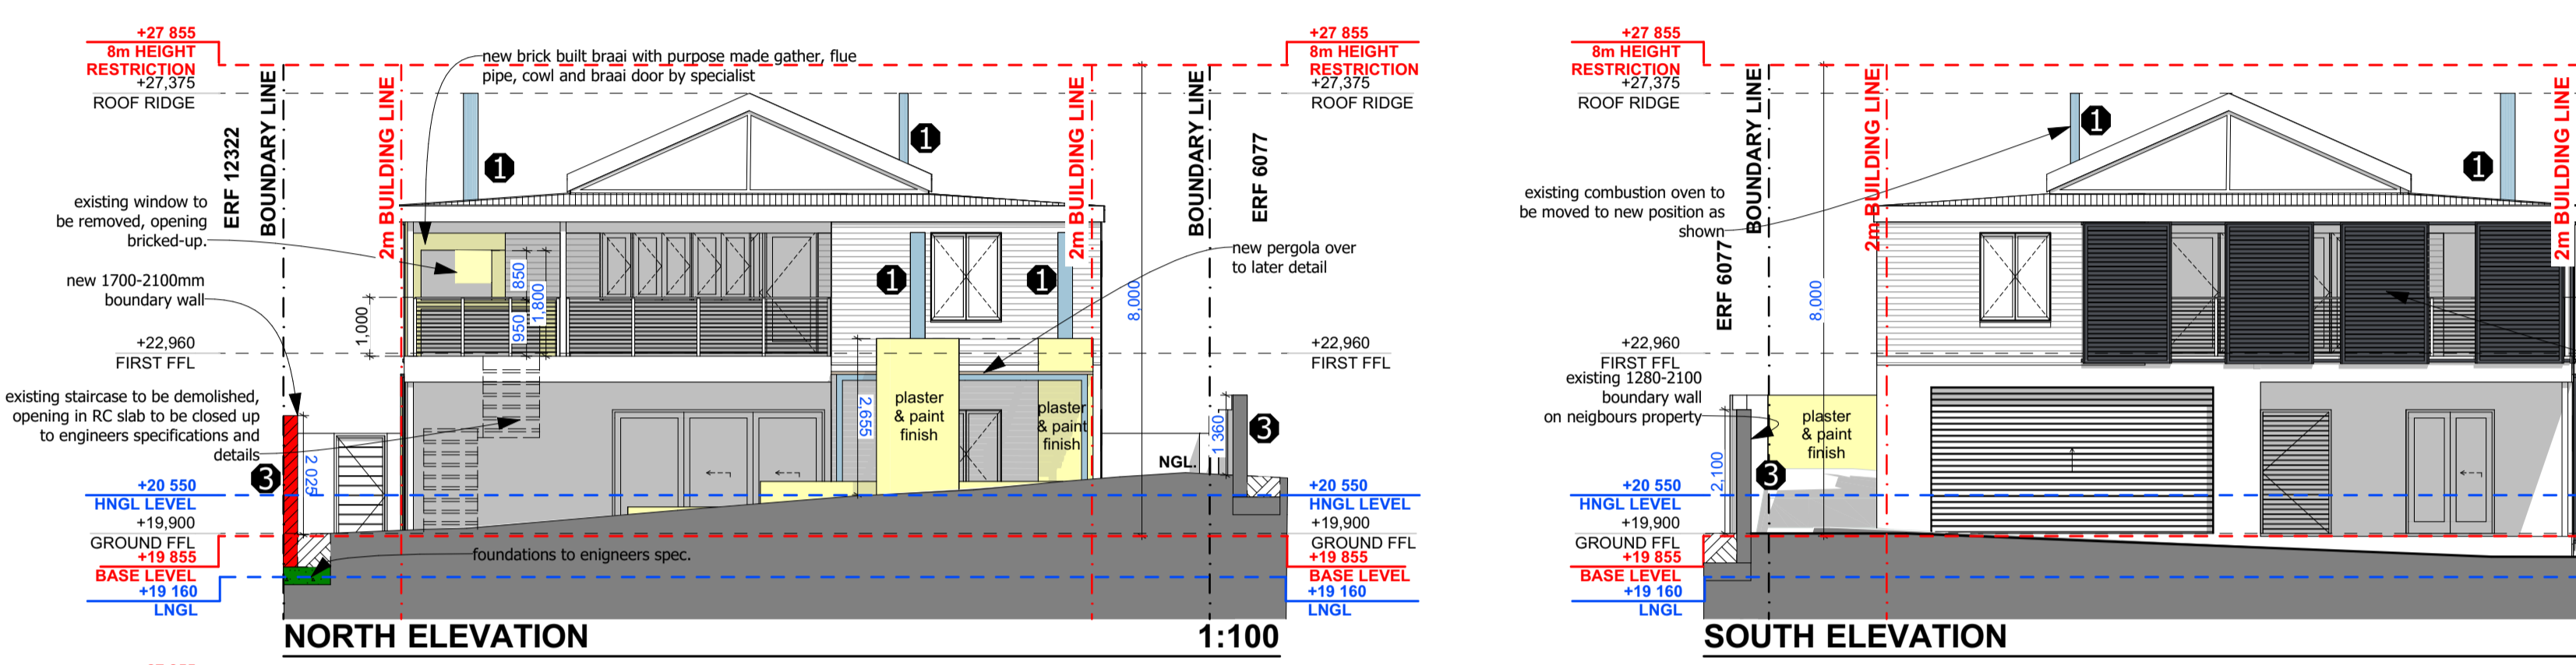 +27 855
8m HEIGHT
RESTRICTION
+27,375
ROOF RIDGE
ERF 12322
BOUNDARY LINE
2m BUILDING LINE
new brick built braai with purpose made gather, flue
pipe, cowl and braai door by specialist
1
1
existing window to
be removed, opening
bricked-up.
new 1700-2100mm
boundary wall
+22,960
FIRST FFL
existing staircase to be demolished,
opening in RC slab to be closed up
to engineers specifications and
details
3
2 025
+20 550
HNGL LEVEL
+19,900
GROUND FFL
+19 855
BASE LEVEL
+19 160
LNGL
1,000
850
950
1,800
1
1
2,655
plaster
& paint
finish
plaster
& paint
finish
8,000
2m BUILDING LINE
BOUNDARY LINE
ERF 6077
new pergola over
to later detail
1 360
3
NGL.
foundations to enigneers spec.
+27 855
8m HEIGHT
RESTRICTION
+27,375
ROOF RIDGE
+22,960
FIRST FFL
+20 550
HNGL LEVEL
+19,900
GROUND FFL
+19 855
BASE LEVEL
+19 160
LNGL
NORTH ELEVATION
1:100
+27 855
8m HEIGHT
RESTRICTION
+27,375
ROOF RIDGE
BOUNDARY LINE
ERF 6077
2m BUILDING LINE
1
1
2m BUILDING LINE
existing combustion oven to
be moved to new position as
shown
8,000
+22,960
FIRST FFL
existing 1280-2100
boundary wall
on neigbours property
plaster
& paint
finish
2,100
3
+20 550
HNGL LEVEL
+19,900
GROUND FFL
+19 855
BASE LEVEL
+19 160
LNGL
SOUTH ELEVATION